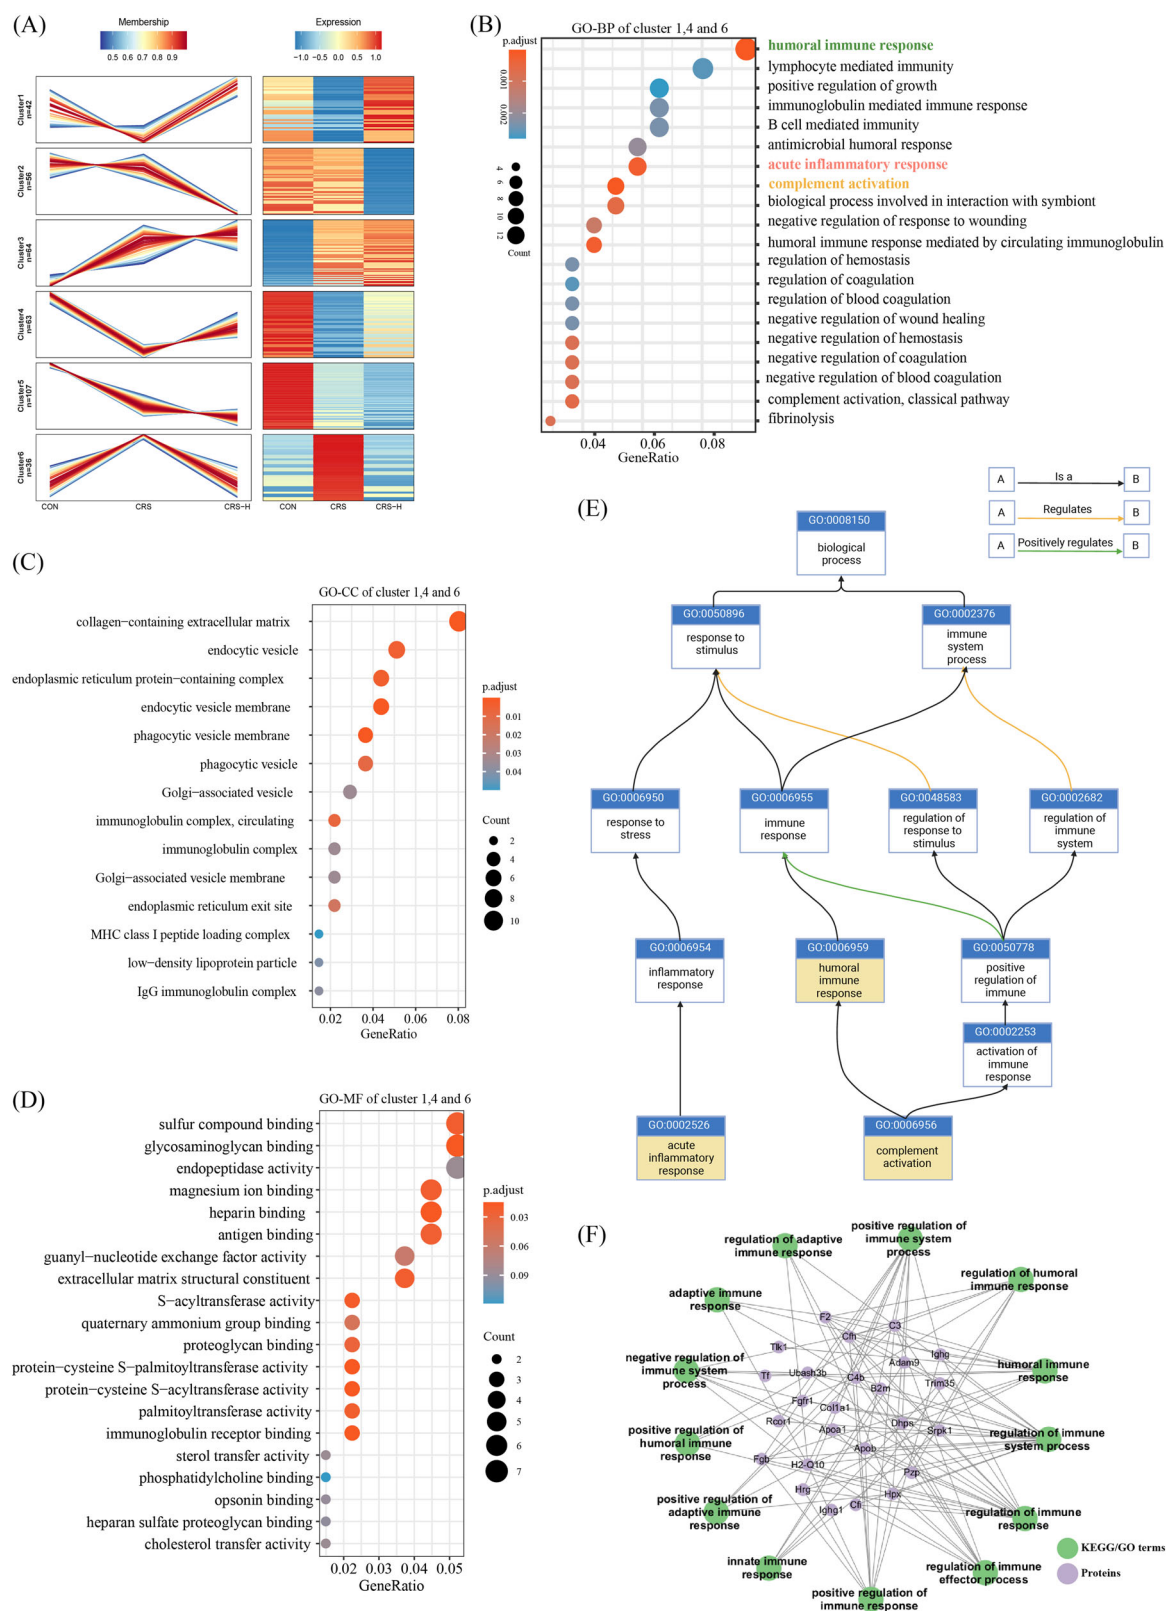 (A)
Membership
0.5 0.6 0.7 0.8 0.9
Expression
−1.0 −0.5 0.0 0.5 1.0
Cluster1
n=42
Cluster2
n=56
Cluster3
n=64
Cluster4
n=63
Cluster5
n=107
Cluster6
n=36
CON CRS CRS−H
CON CRS CRS−H
(B)
GO-BP of cluster 1,4 and 6
p.adjust
0.001
0.002
4
6
8
10
12
Count
humoral immune response
lymphocyte mediated immunity
positive regulation of growth
immunoglobulin mediated immune response
B cell mediated immunity
antimicrobial humoral response
acute inflammatory response
complement activation
biological process involved in interaction with symbiont
negative regulation of response to wounding
humoral immune response mediated by circulating immunoglobulin
regulation of hemostasis
regulation of coagulation
regulation of blood coagulation
negative regulation of wound healing
negative regulation of hemostasis
negative regulation of coagulation
negative regulation of blood coagulation
complement activation, classical pathway
fibrinolysis
0.04 0.06 0.08
GeneRatio
(C)
GO-CC of cluster 1,4 and 6
collagen-containing extracellular matrix
endocytic vesicle
endoplasmic reticulum protein-containing complex
endocytic vesicle membrane
phagocytic vesicle membrane
phagocytic vesicle
Golgi−associated vesicle
immunoglobulin complex, circulating
immunoglobulin complex
Golgi−associated vesicle membrane
endoplasmic reticulum exit site
MHC class I peptide loading complex
low−density lipoprotein particle
IgG immunoglobulin complex
0.02 0.04 0.06 0.08
GeneRatio
p.adjust
0.01
0.02
0.03
0.04
Count
2
4
6
8
10
(D)
GO-MF of cluster 1,4 and 6
sulfur compound binding
glycosaminoglycan binding
endopeptidase activity
magnesium ion binding
heparin binding
antigen binding
guanyl−nucleotide exchange factor activity
extracellular matrix structural constituent
S−acyltransferase activity
quaternary ammonium group binding
proteoglycan binding
protein−cysteine S−palmitoyltransferase activity
protein−cysteine S−acyltransferase activity
palmitoyltransferase activity
immunoglobulin receptor binding
sterol transfer activity
phosphatidylcholine binding
opsonin binding
heparan sulfate proteoglycan binding
cholesterol transfer activity
0.02 0.03 0.04 0.05
GeneRatio
p.adjust
0.03
0.06
0.09
Count
2
3
4
5
6
7
(E)
A Is a B
A Regulates B
A Positively regulates B
GO:0008150
biological
process
GO:0050896
response to
stimulus
GO:0002376
immune
system
process
GO:0006950
response to
stress
GO:0006955
immune
response
GO:0048583
regulation of
response to
stimulus
GO:0002682
regulation of
immune
system
GO:0006954
inflammatory
response
GO:0006959
humoral
immune
response
GO:0050778
positive
regulation of
immune
GO:0002253
activation of
immune
response
GO:0002526
acute
inflammatory
response
GO:0006956
complement
activation
(F)
regulation of adaptive
immune response
positive regulation of
immune system
process
regulation of humoral
immune response
adaptive immune
response
negative regulation of
immune system
process
humoral immune
response
positive regulation of
humoral immune response
regulation of immune
system process
positive regulation of
adaptive immune
response
regulation of immune
response
innate immune
response
positive regulation of
immune response
regulation of immune
effector process
F2
C3
Cfh
Tlk1
Ighg
Adam9
Tf
Ubash3b
C4b
B2m
Trim35
Fgfr1
Col1a1
Rcor1
Apoa1
Dhps
Srpk1
Apob
Fgb
H2-Q10
Pzp
Hrg
Hpx
Ighg1
Cfi
KEGG/GO terms
Proteins